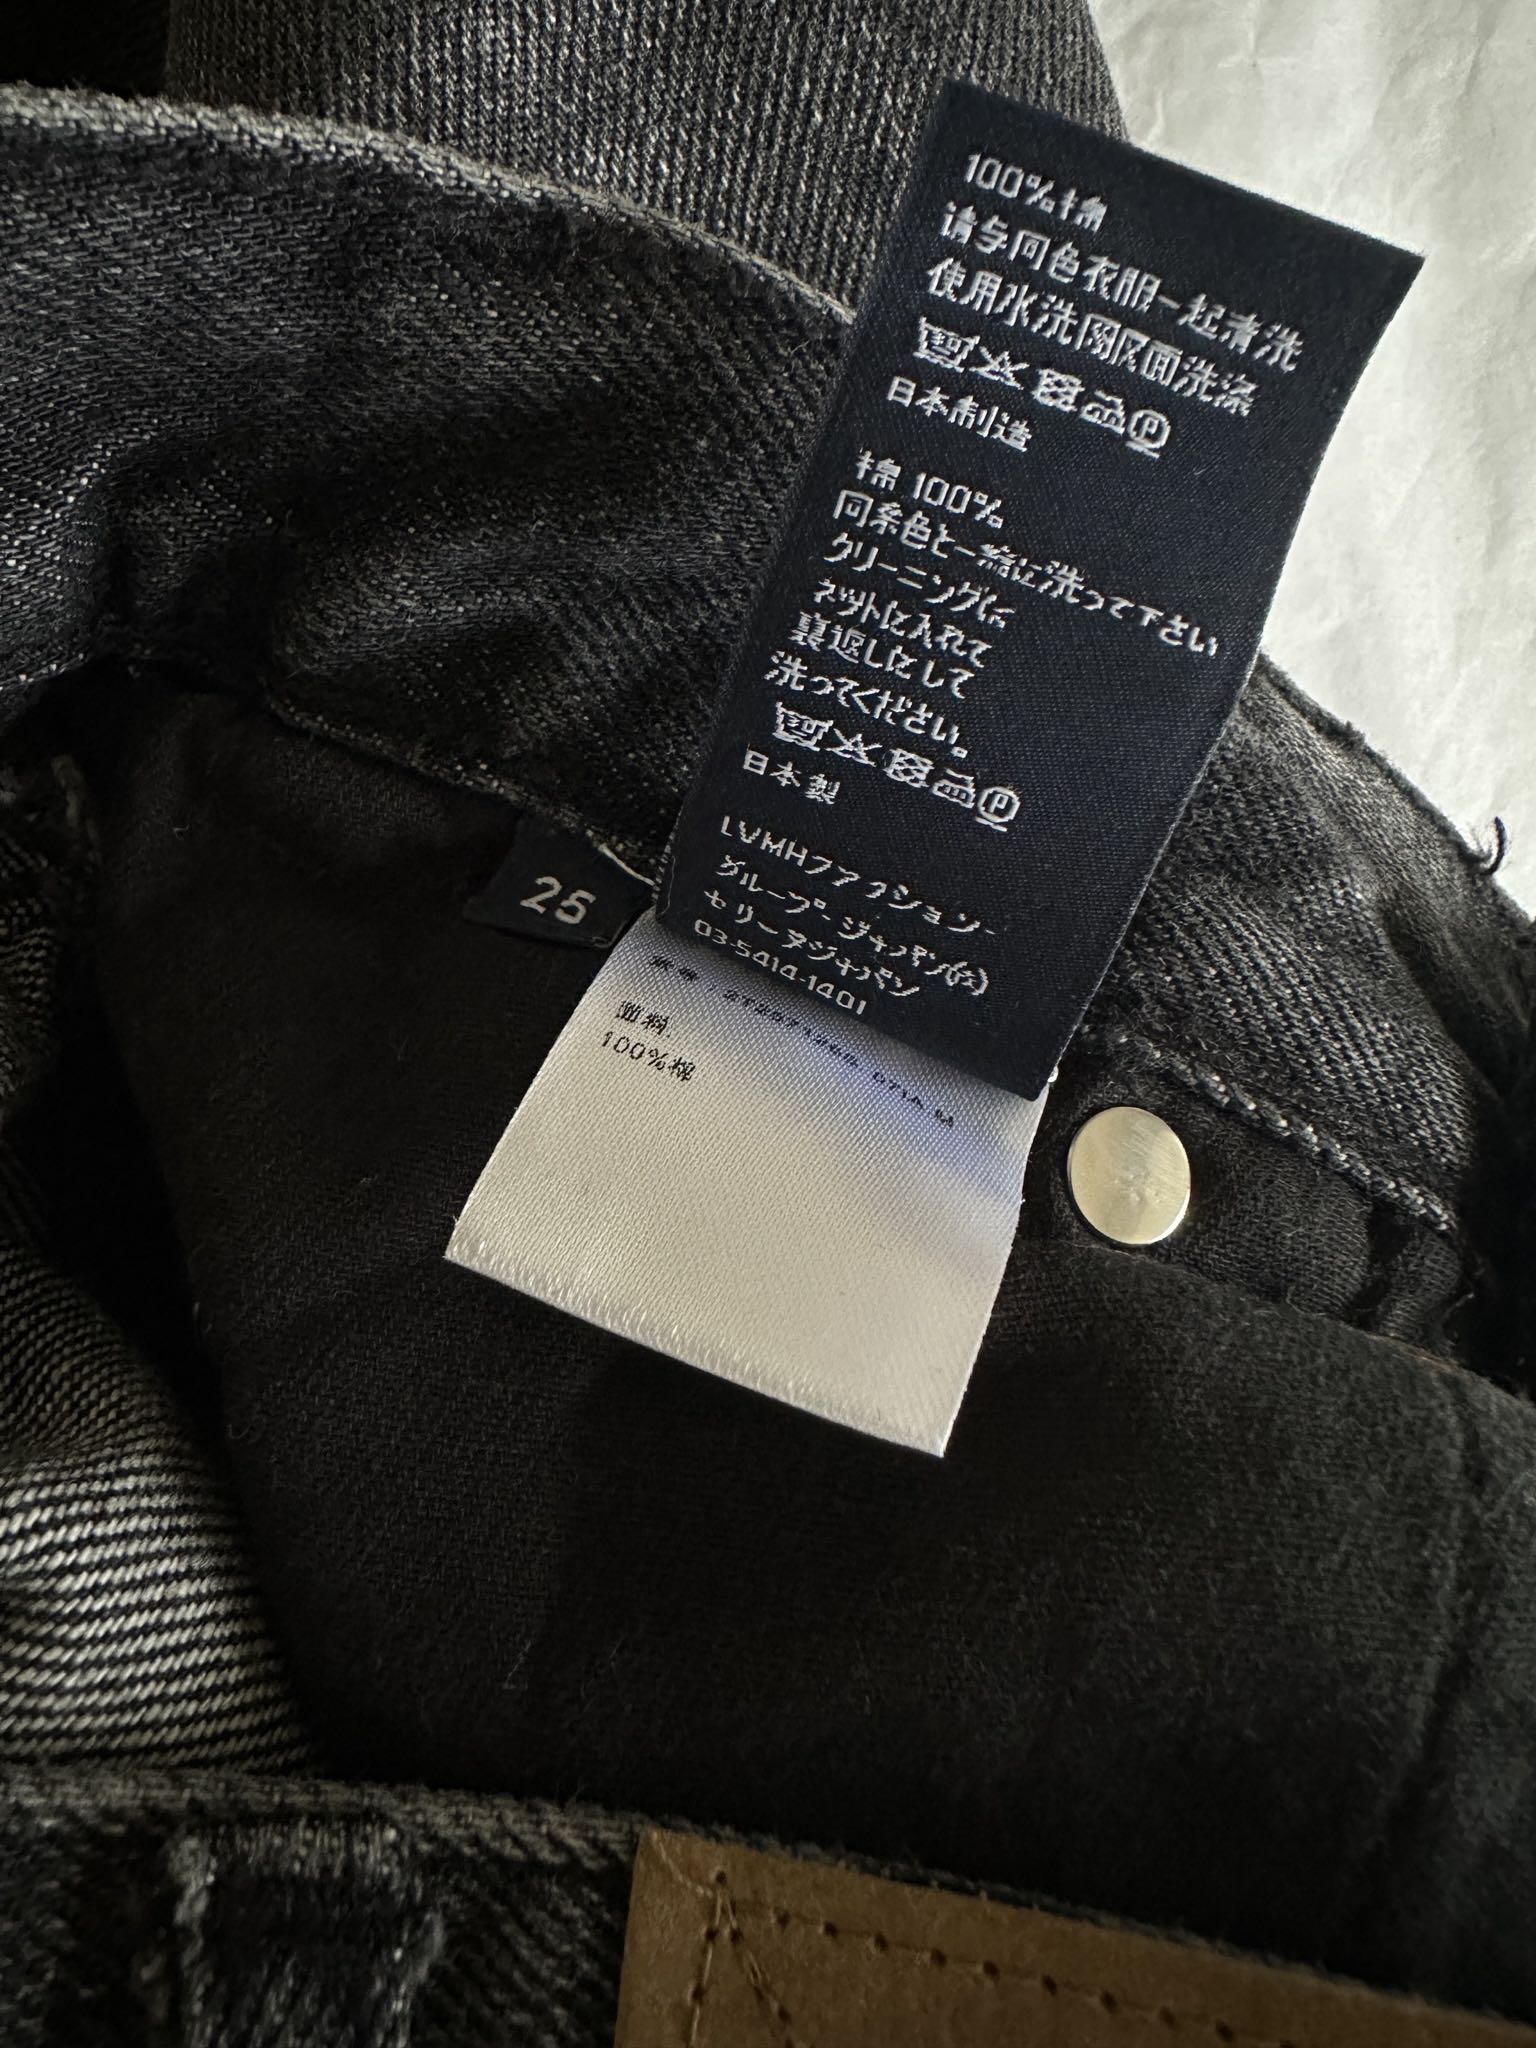 100%棉
请与同色衣服一起清洗
使用水洗网反面洗涤
日本制造
棉 100%
同系色と一緒に洗って下さい
クリーニングに
ネットに入れて
裏返しにして
洗ってください。
日本製
LVMHファッション・
グループ・ジャパン(株)
セリーヌジャパン
03-5414-1401
25
面料
100%棉